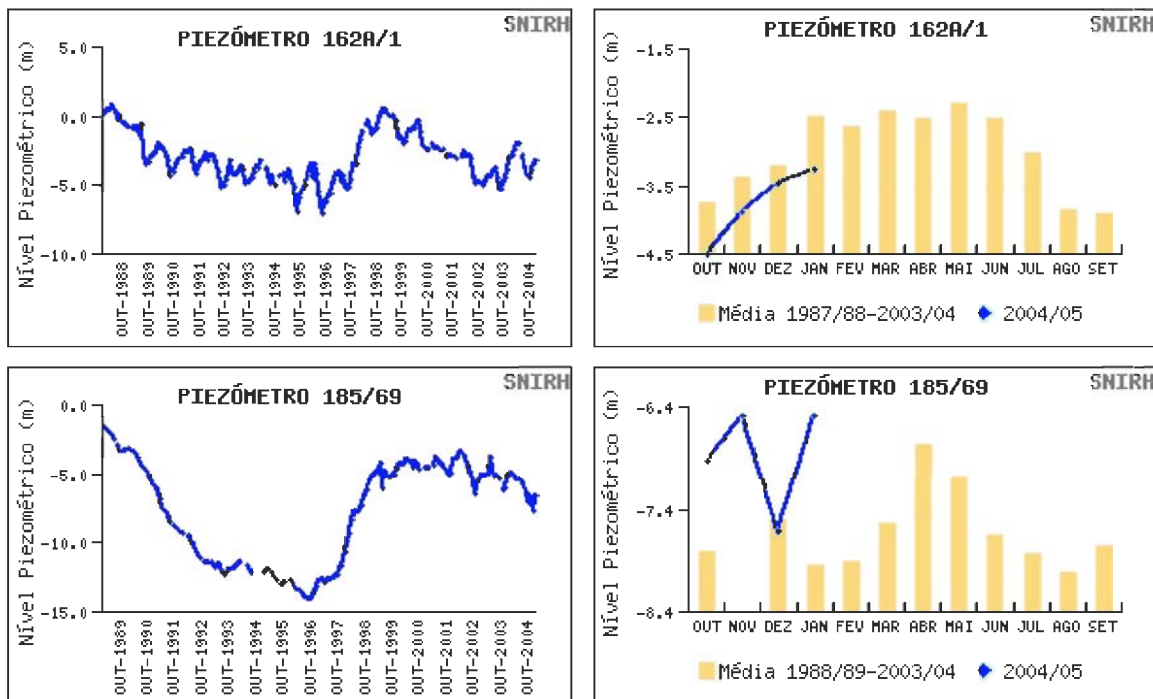 PIEZÓMETRO 162A/1
SNIRH
Nível Piezométrico (m)
5.0
0.0
-5.0
-10.0
OUT-1988
OUT-1989
OUT-1990
OUT-1991
OUT-1992
OUT-1993
OUT-1994
OUT-1995
OUT-1996
OUT-1997
OUT-1998
OUT-1999
OUT-2000
OUT-2001
OUT-2002
OUT-2003
OUT-2004
PIEZÓMETRO 162A/1
SNIRH
Nível Piezométrico (m)
-1.5
-2.5
-3.5
-4.5
OUT NOV DEZ JAN FEV MAR ABR MAI JUN JUL AGO SET
Média 1987/88-2003/04 2004/05
PIEZÓMETRO 185/69
SNIRH
Nível Piezométrico (m)
0.0
-5.0
-10.0
-15.0
OUT-1989
OUT-1990
OUT-1991
OUT-1992
OUT-1993
OUT-1994
OUT-1995
OUT-1996
OUT-1997
OUT-1998
OUT-1999
OUT-2000
OUT-2001
OUT-2002
OUT-2003
OUT-2004
PIEZÓMETRO 185/69
SNIRH
Nível Piezométrico (m)
-6.4
-7.4
-8.4
OUT NOV DEZ JAN FEV MAR ABR MAI JUN JUL AGO SET
Média 1988/89-2003/04 2004/05